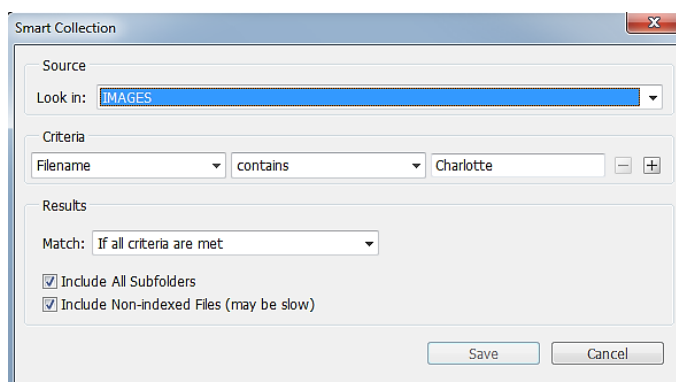 Smart Collection
Source
Look in: IMAGES
Criteria
Filename contains Charlotte
Results
Match: If all criteria are met
Include All Subfolders
Include Non-indexed Files (may be slow)
Save Cancel